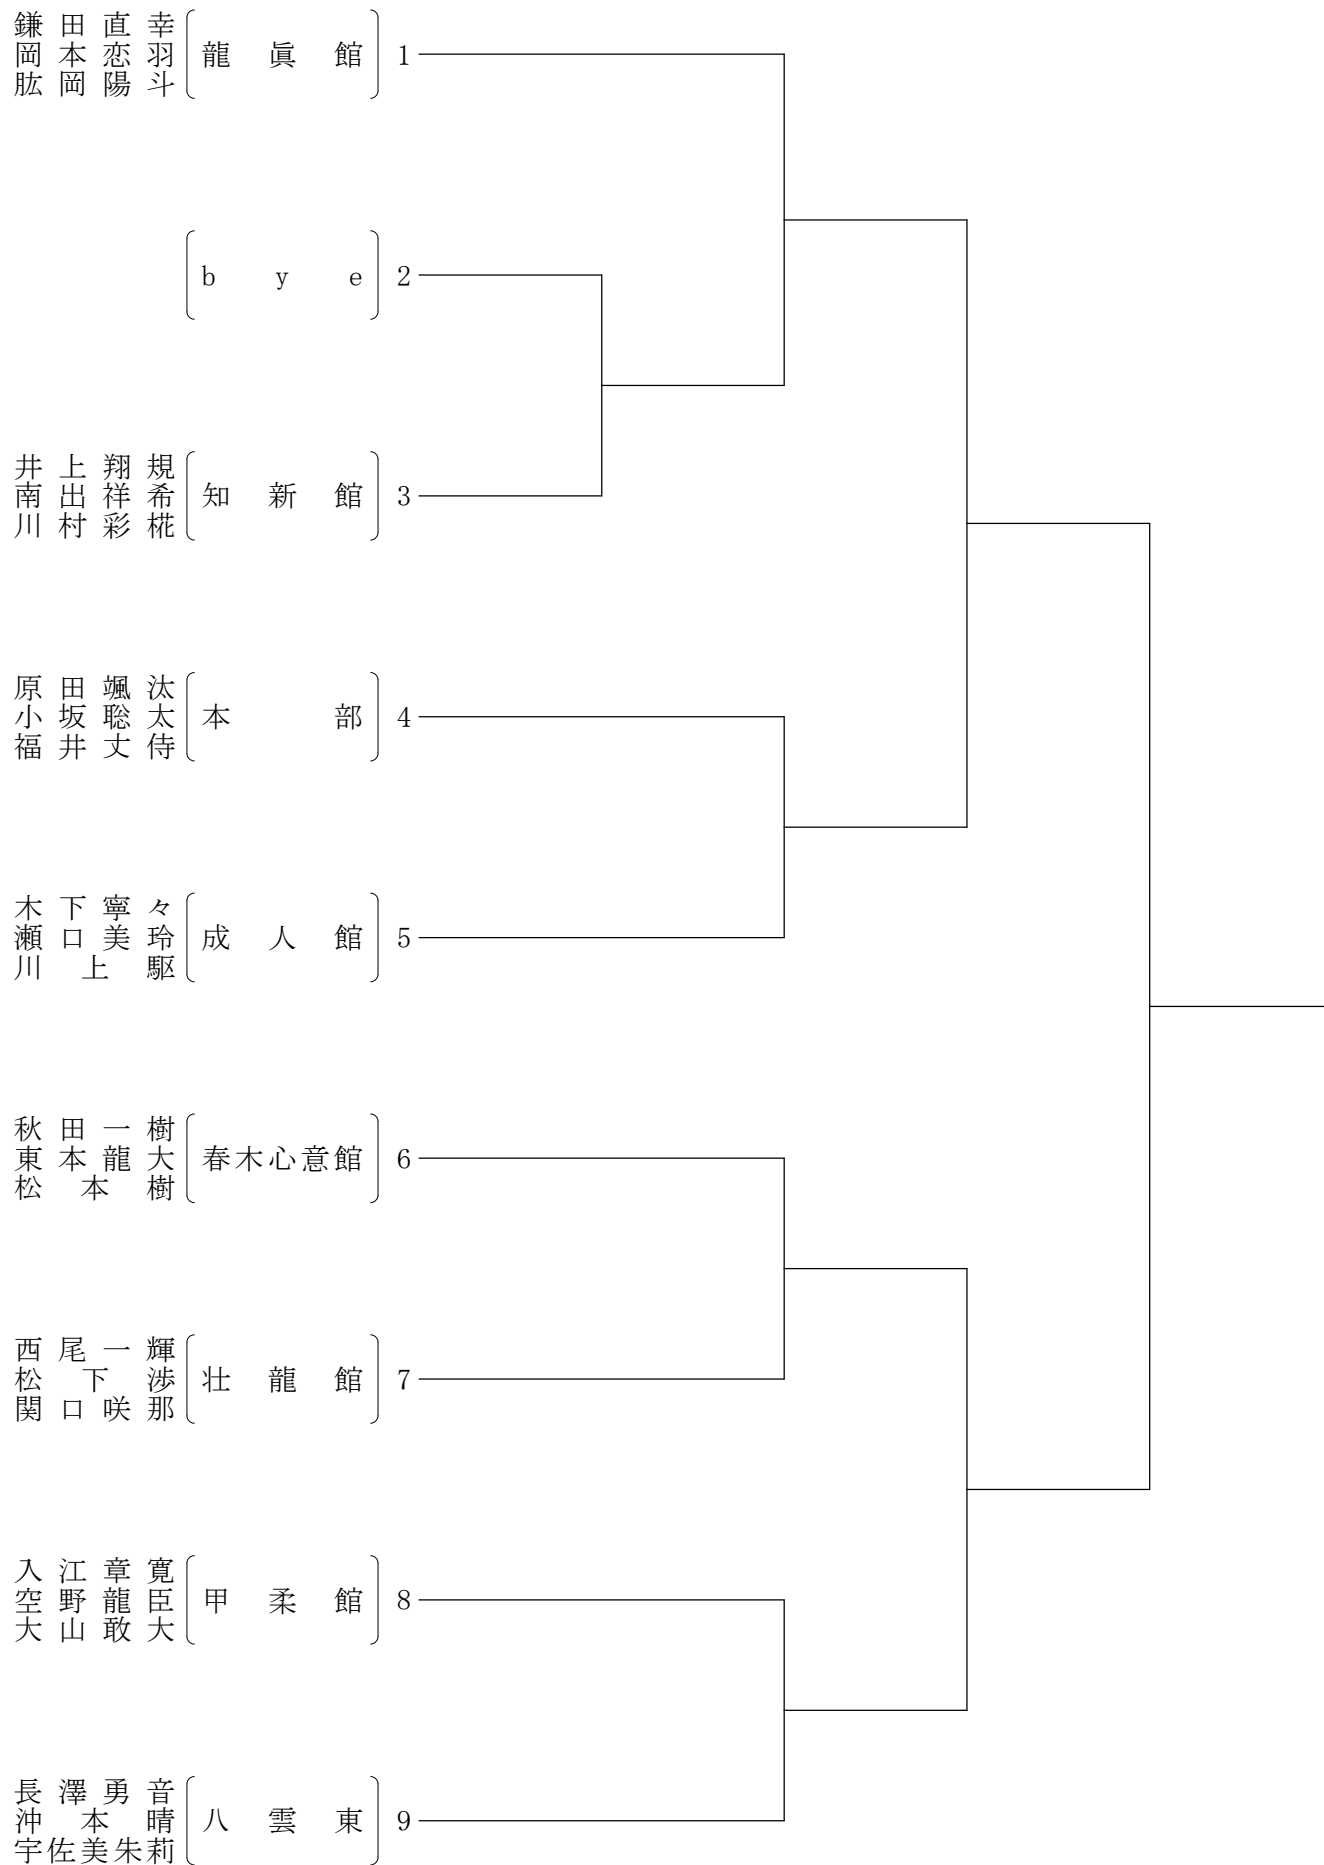 鎌田直幸
岡本恋羽
肱岡陽斗
龍眞館 1
bye 2
井上翔規
南出祥希
川村彩椛
知新館 3
原田颯汰
小坂聡太
福井丈侍
本部 4
木下寧々
瀬口美玲
川上駆
成人館 5
秋田一樹
東本龍大
松本樹
春木心意館 6
西尾一輝
松下渉
関口咲那
壮龍館 7
入江章寛
空野龍臣
大山敢大
甲柔館 8
長澤勇音
沖本晴
宇佐美朱莉
八雲東 9